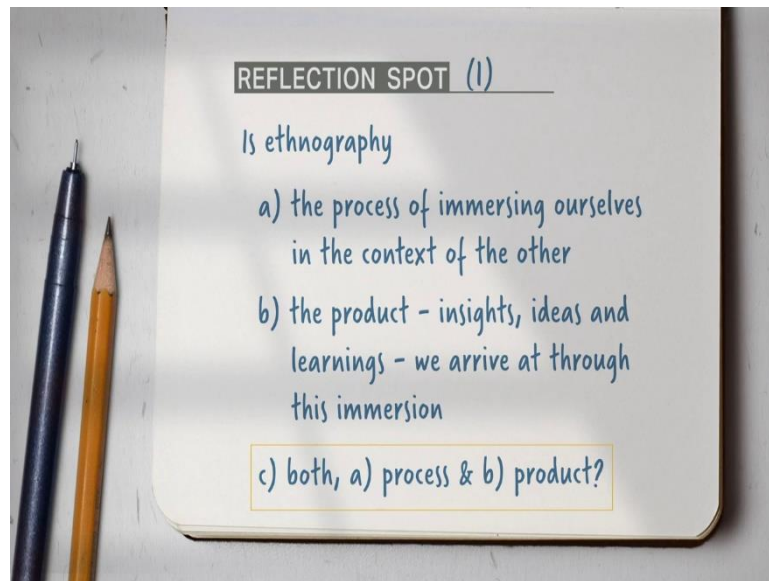 REFLECTION SPOT (1)
Is ethnography
a) the process of immersing ourselves
in the context of the other
b) the product - insights, ideas and
learnings - we arrive at through
this immersion
c) both, a) process & b) product?